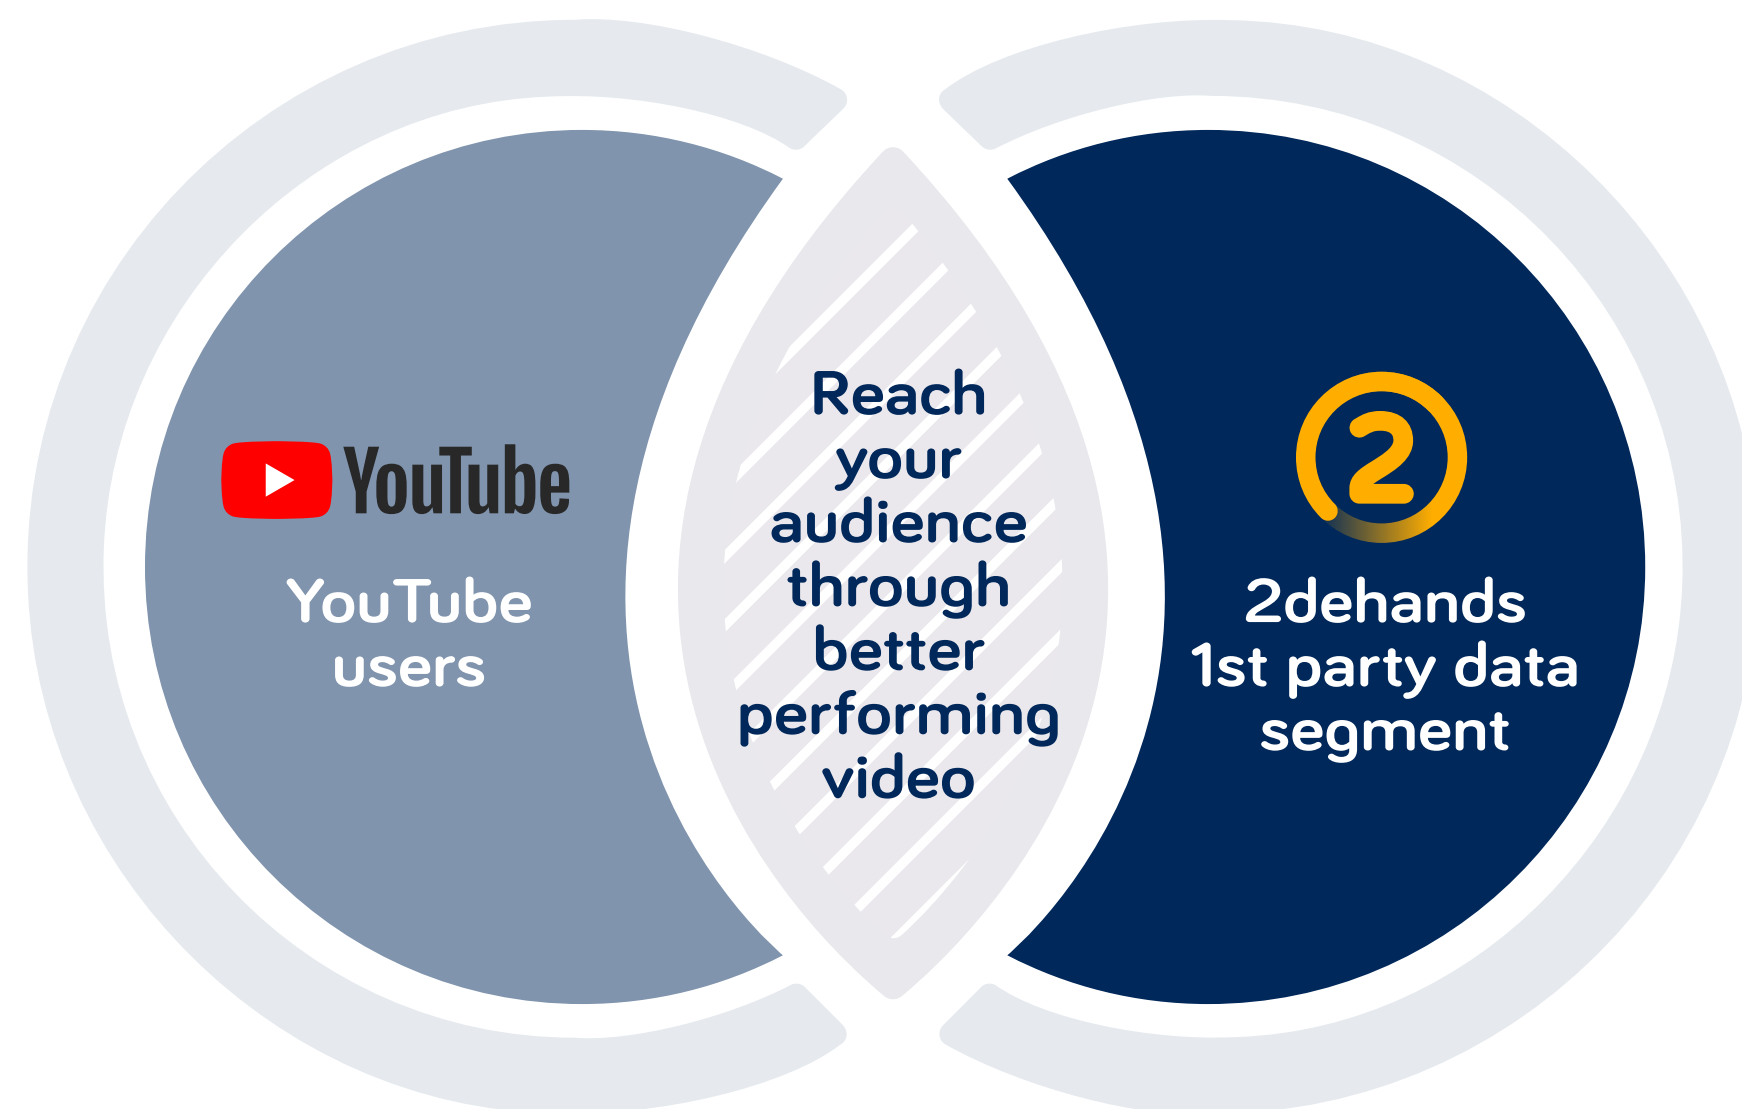 YouTube
YouTube
users
Reach
your
audience
through
better
performing
video
2
2dehands
1st party data
segment